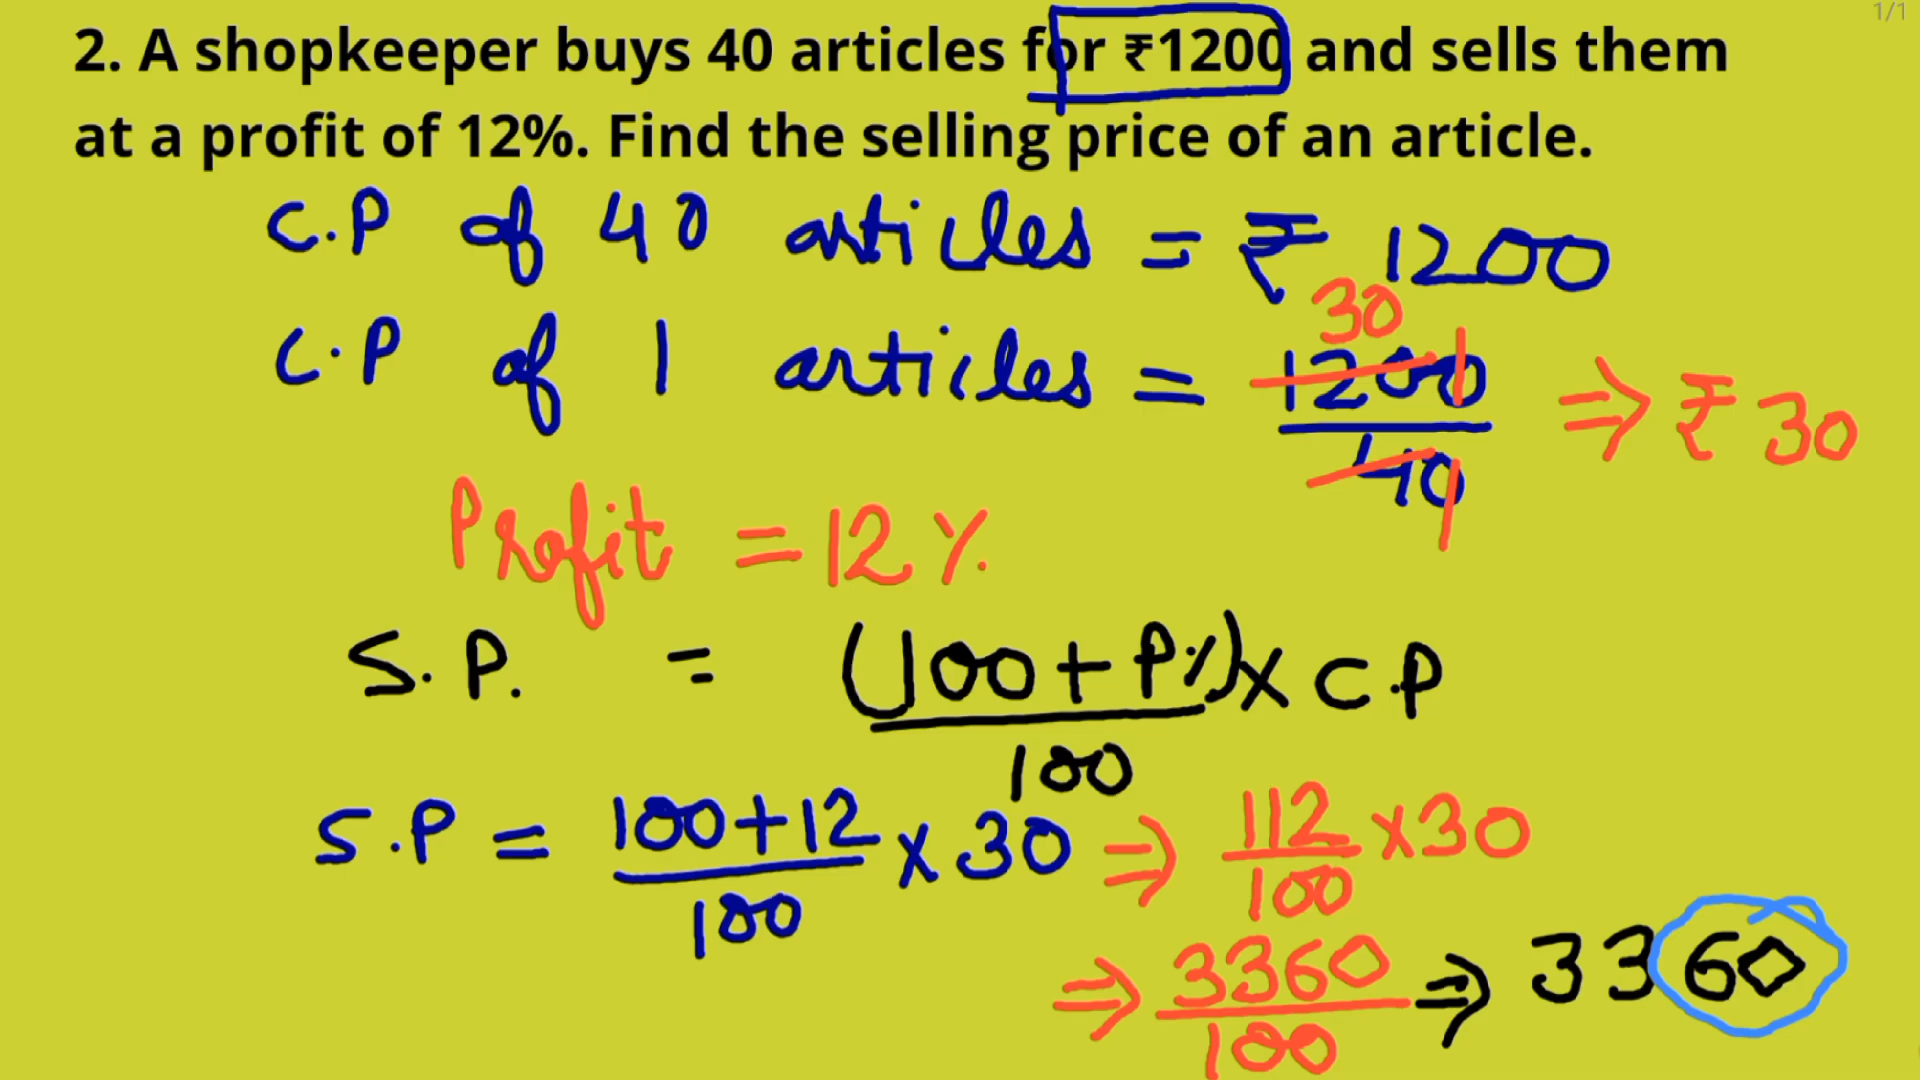 1/1
2. A shopkeeper buys 40 articles for ₹1200 and sells them
at a profit of 12%. Find the selling price of an article.
C.P of 40 articles = ₹ 1200
C.P of 1 articles = 1200/40 ⇒ ₹ 30
30
Profit = 12%
S.P. = (100+P%)/100 x C.P
S.P = 100+12/100 x 30 ⇒ 112/100 x 30
⇒ 3360/100 ⇒ 3360